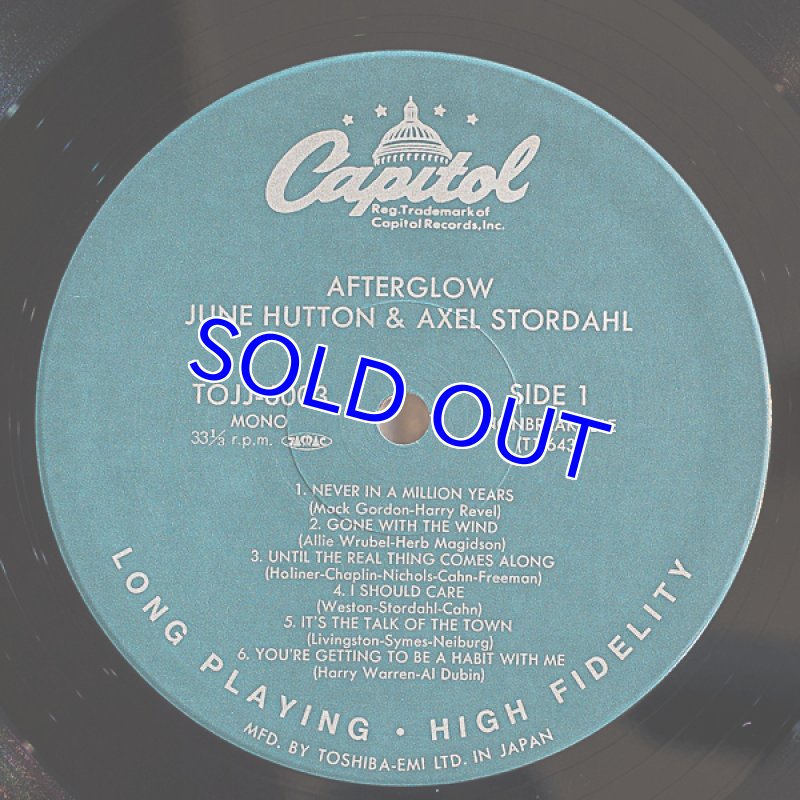 Capitol
Reg.Trademark of
Capitol Records,Inc.
AFTERGLOW
JUNE HUTTON & AXEL STORDAHL
SOLD OUT
SIDE 1
MONO
33⅓ r.p.m.
1. NEVER IN A MILLION YEARS
(Mack Gordon-Harry Revel)
2. GONE WITH THE WIND
(Allie Wrubel-Herb Magidson)
3. UNTIL THE REAL THING COMES ALONG
(Holiner-Chaplin-Nichols-Cahn-Freeman)
4. I SHOULD CARE
(Weston-Stordahl-Cahn)
5. IT'S THE TALK OF THE TOWN
(Livingston-Symes-Neiburg)
6. YOU'RE GETTING TO BE A HABIT WITH ME
(Harry Warren-Al Dubin)
LONG PLAYING • HIGH FIDELITY
MFD. BY TOSHIBA-EMI LTD. IN JAPAN